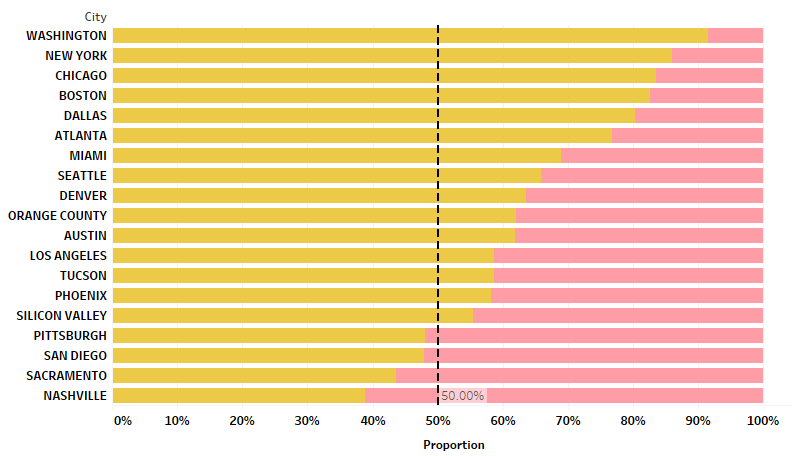 City
WASHINGTON
NEW YORK
CHICAGO
BOSTON
DALLAS
ATLANTA
MIAMI
SEATTLE
DENVER
ORANGE COUNTY
AUSTIN
LOS ANGELES
TUCSON
PHOENIX
SILICON VALLEY
PITTSBURGH
SAN DIEGO
SACRAMENTO
NASHVILLE
50.00%
0% 10% 20% 30% 40% 50% 60% 70% 80% 90% 100%
Proportion